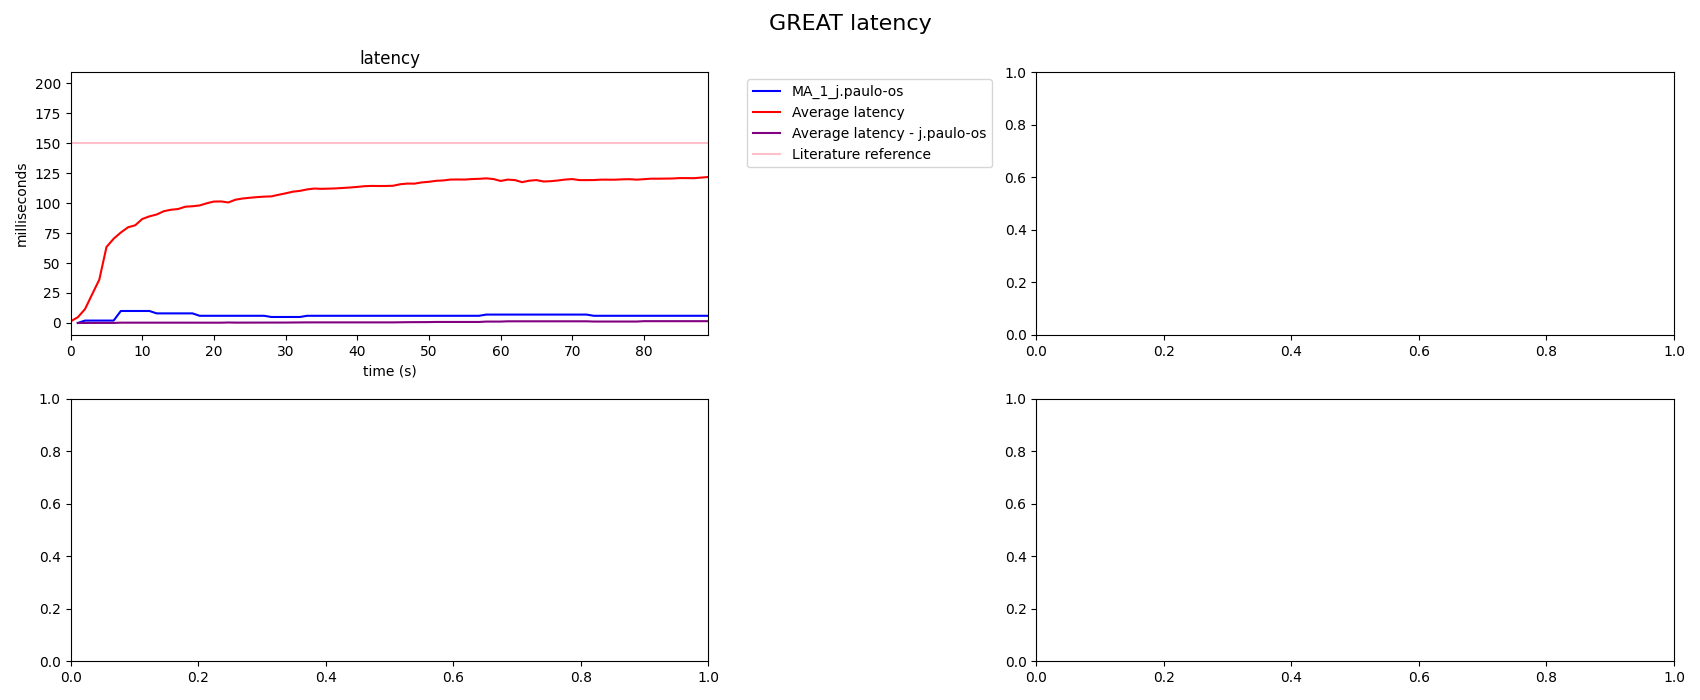 GREAT latency
latency
200
175
150
125
100
75
50
25
0
milliseconds
0 10 20 30 40 50 60 70 80
time (s)
MA_1_j.paulo-os
Average latency
Average latency - j.paulo-os
Literature reference
1.0
0.8
0.6
0.4
0.2
0.0
0.0 0.2 0.4 0.6 0.8 1.0
1.0
0.8
0.6
0.4
0.2
0.0
0.0 0.2 0.4 0.6 0.8 1.0
1.0
0.8
0.6
0.4
0.2
0.0
0.0 0.2 0.4 0.6 0.8 1.0